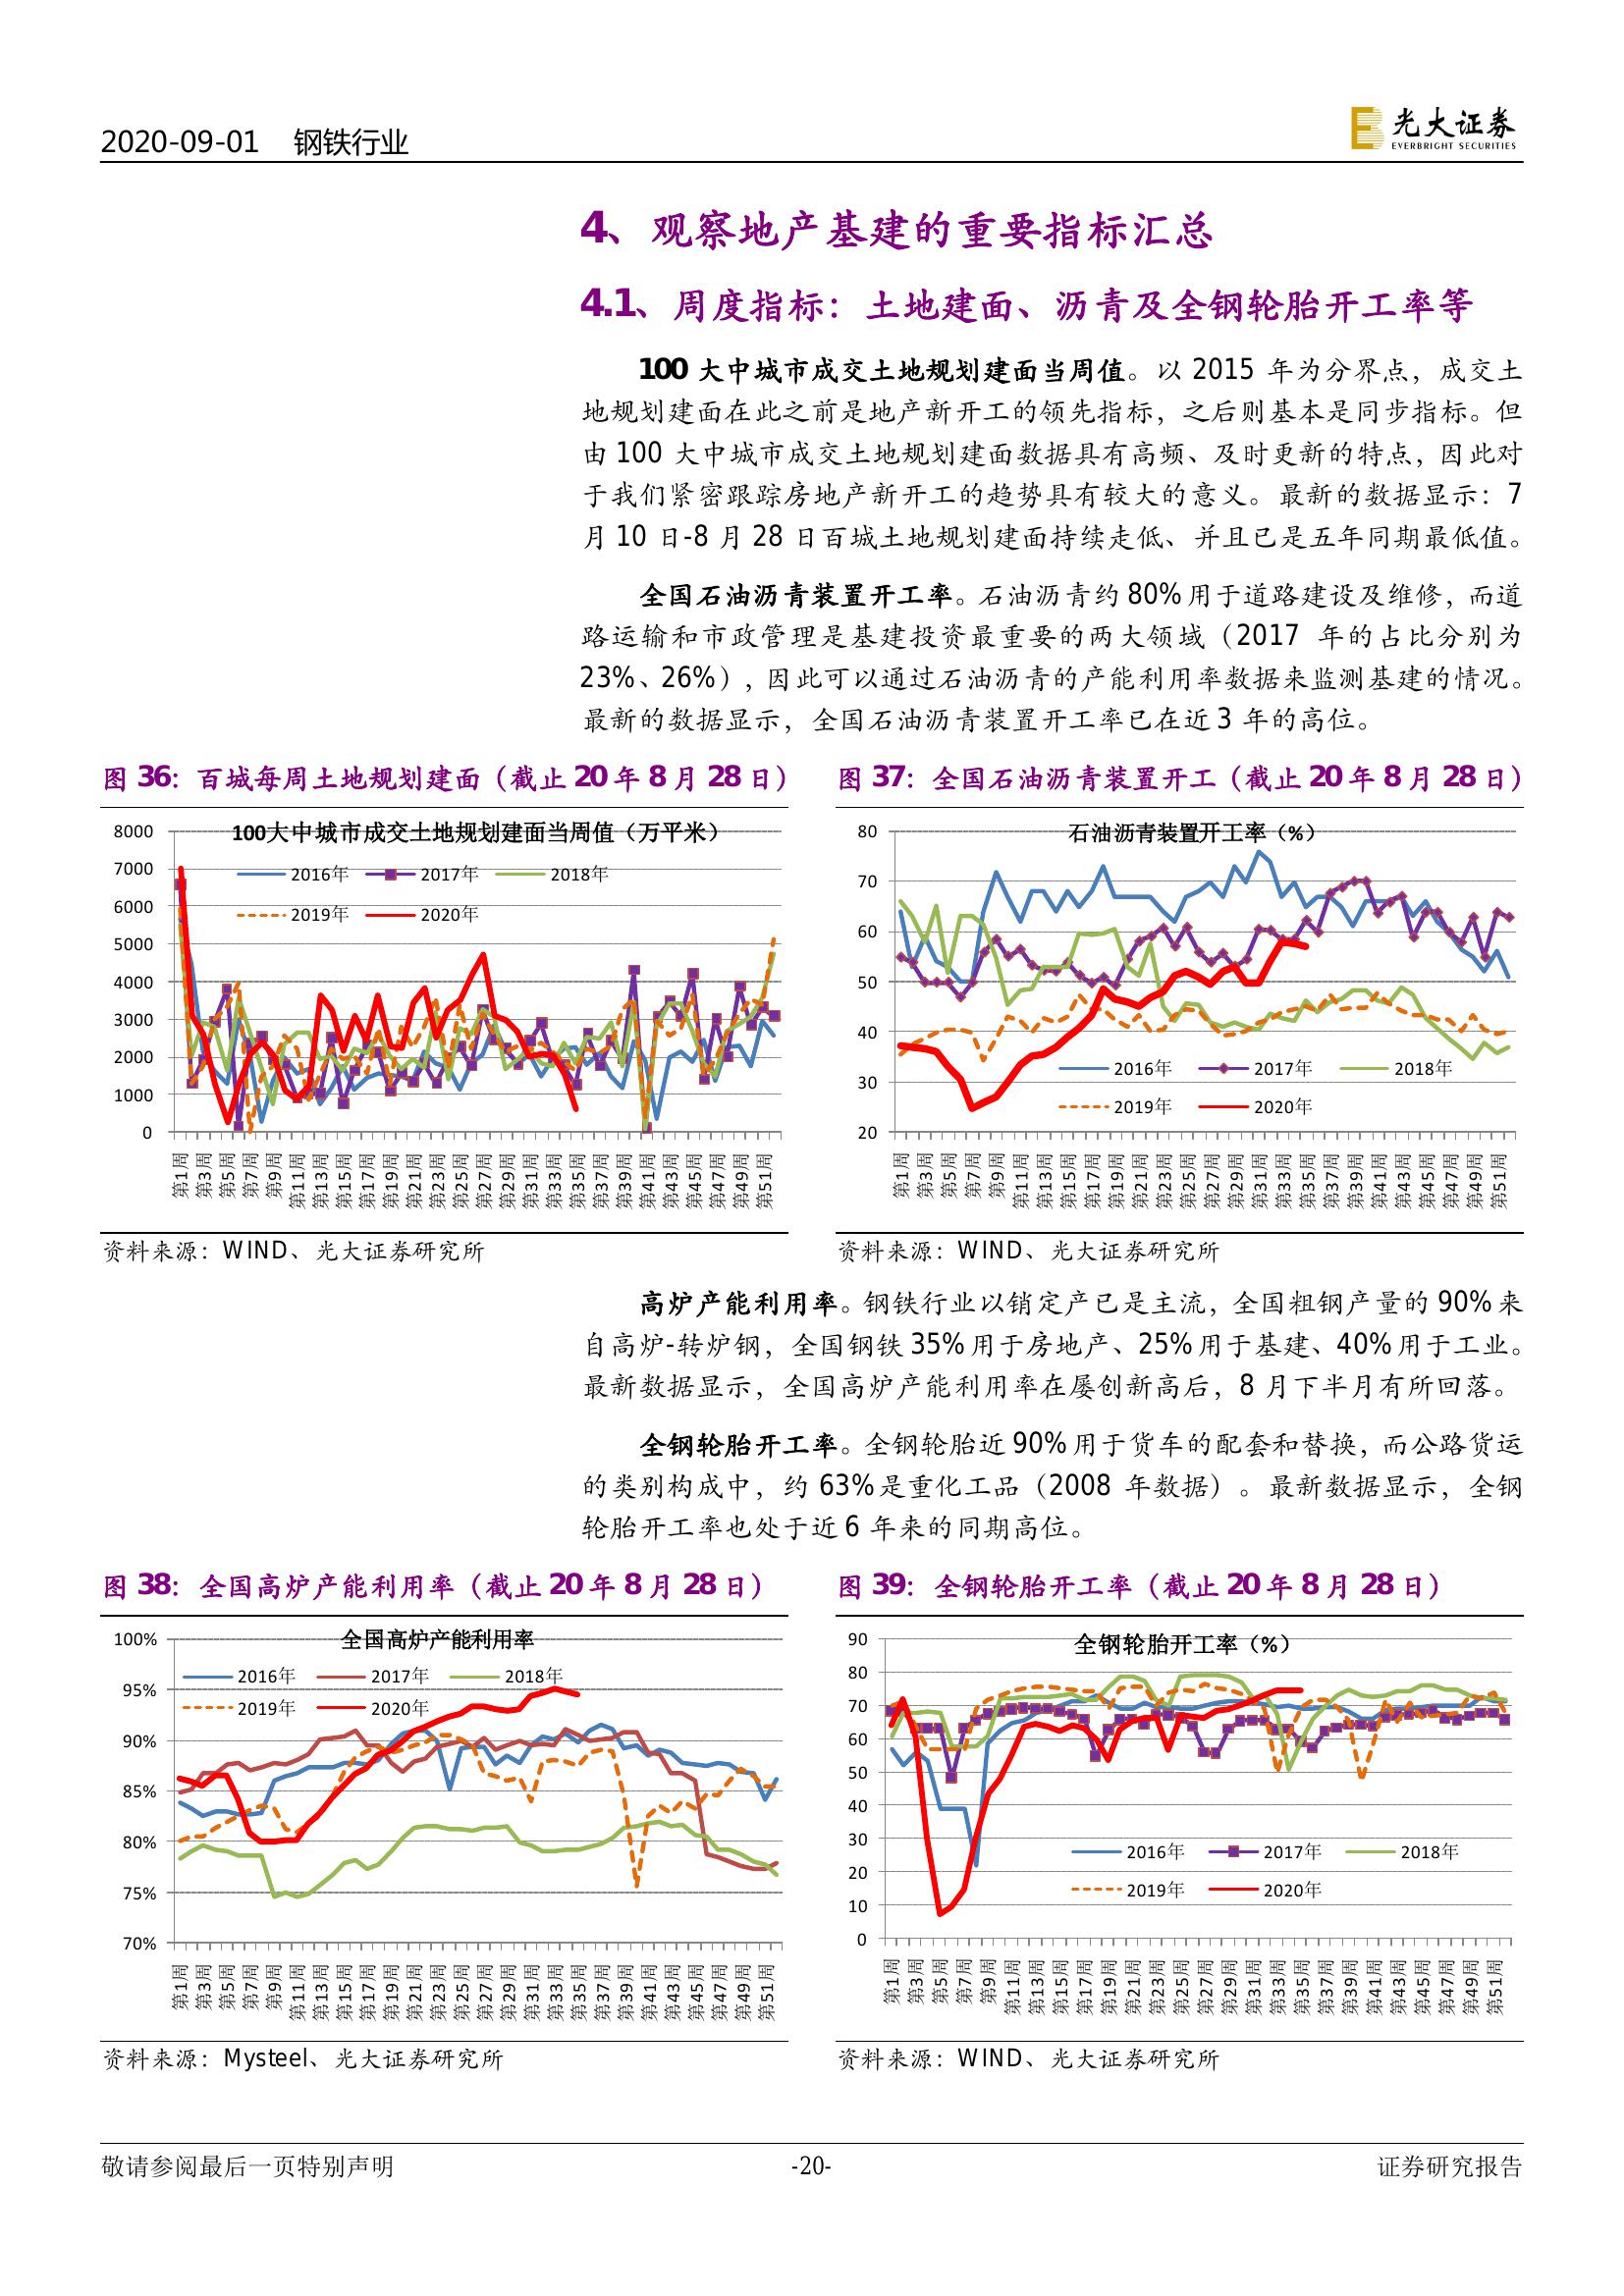 2020-09-01 钢铁行业
光大证券
EVERBRIGHT SECURITIES
4、观察地产基建的重要指标汇总
4.1、周度指标：土地建面、沥青及全钢轮胎开工率等
100 大中城市成交土地规划建面当周值。以 2015 年为分界点，成交土
地规划建面在此之前是地产新开工的领先指标，之后则基本是同步指标。但
由 100 大中城市成交土地规划建面数据具有高频、及时更新的特点，因此对
于我们紧密跟踪房地产新开工的趋势具有较大的意义。最新的数据显示：7
月 10 日-8 月 28 日百城土地规划建面持续走低、并且已是五年同期最低值。
全国石油沥青装置开工率。石油沥青约 80%用于道路建设及维修，而道
路运输和市政管理是基建投资最重要的两大领域（2017 年的占比分别为
23%、26%），因此可以通过石油沥青的产能利用率数据来监测基建的情况。
最新的数据显示，全国石油沥青装置开工率已在近 3 年的高位。
图 36：百城每周土地规划建面（截止 20 年 8 月 28 日）
100大中城市成交土地规划建面当周值（万平米）
8000
7000
6000
5000
4000
3000
2000
1000
0
2016年 2017年 2018年
2019年 2020年
第1周 第3周 第5周 第7周 第9周 第11周 第13周 第15周 第17周 第19周 第21周 第23周 第25周 第27周 第29周 第31周 第33周 第35周 第37周 第39周 第41周 第43周 第45周 第47周 第49周 第51周
资料来源：WIND、光大证券研究所
图 37：全国石油沥青装置开工（截止 20 年 8 月 28 日）
石油沥青装置开工率（%）
80
70
60
50
40
30
20
2016年 2017年 2018年
2019年 2020年
第1周 第3周 第5周 第7周 第9周 第11周 第13周 第15周 第17周 第19周 第21周 第23周 第25周 第27周 第29周 第31周 第33周 第35周 第37周 第39周 第41周 第43周 第45周 第47周 第49周 第51周
资料来源：WIND、光大证券研究所
高炉产能利用率。钢铁行业以销定产已是主流，全国粗钢产量的 90%来
自高炉-转炉钢，全国钢铁 35%用于房地产、25%用于基建、40%用于工业。
最新数据显示，全国高炉产能利用率在屡创新高后，8 月下半月有所回落。
全钢轮胎开工率。全钢轮胎近 90%用于货车的配套和替换，而公路货运
的类别构成中，约 63%是重化工品（2008 年数据）。最新数据显示，全钢
轮胎开工率也处于近 6 年来的同期高位。
图 38：全国高炉产能利用率（截止 20 年 8 月 28 日）
全国高炉产能利用率
100%
95%
90%
85%
80%
75%
70%
2016年 2017年 2018年
2019年 2020年
第1周 第3周 第5周 第7周 第9周 第11周 第13周 第15周 第17周 第19周 第21周 第23周 第25周 第27周 第29周 第31周 第33周 第35周 第37周 第39周 第41周 第43周 第45周 第47周 第49周 第51周
资料来源：Mysteel、光大证券研究所
图 39：全钢轮胎开工率（截止 20 年 8 月 28 日）
全钢轮胎开工率（%）
90
80
70
60
50
40
30
20
10
0
2016年 2017年 2018年
2019年 2020年
第1周 第3周 第5周 第7周 第9周 第11周 第13周 第15周 第17周 第19周 第21周 第23周 第25周 第27周 第29周 第31周 第33周 第35周 第37周 第39周 第41周 第43周 第45周 第47周 第49周 第51周
资料来源：WIND、光大证券研究所
敬请参阅最后一页特别声明 -20- 证券研究报告